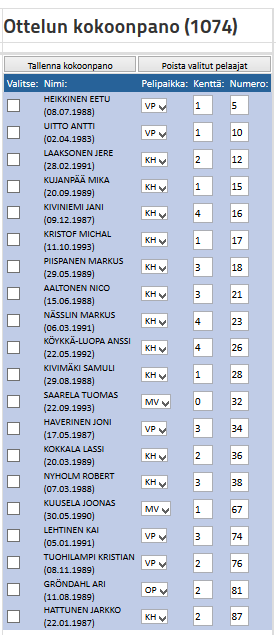 Ottelun kokoonpano (1074)
Tallenna kokoonpano Poista valitut pelaajat
Valitse: Nimi: Pelipaikka: Kenttä: Numero:
HEIKKINEN EETU
(08.07.1988) VP 1 5
UITTO ANTTI
(02.04.1983) VP 1 10
LAAKSONEN JERE
(28.02.1991) KH 2 12
KUJANPÄÄ MIKA
(20.09.1989) KH 1 15
KIVINIEMI JANI
(09.12.1987) KH 4 16
KRISTOF MICHAL
(11.10.1993) KH 1 17
PIISPANEN MARKUS
(29.05.1989) KH 3 18
AALTONEN NICO
(15.06.1988) KH 3 21
NÄSSLIN MARKUS
(06.03.1991) KH 4 23
KÖYKKÄ-LUOPA ANSSI
(22.05.1992) KH 4 26
KIVIMÄKI SAMULI
(29.08.1988) KH 1 28
SAARELA TUOMAS
(22.09.1993) MV 0 32
HAVERINEN JONI
(17.05.1987) VP 3 34
KOKKALA LASSI
(20.03.1989) KH 2 36
NYHOLM ROBERT
(07.03.1988) KH 3 38
KUUSELA JOONAS
(30.05.1990) MV 1 67
LEHTINEN KAI
(05.01.1991) VP 3 74
TUOHILAMPI KRISTIAN
(08.11.1989) VP 2 76
GRÖNDAHL ARI
(11.08.1989) OP 2 81
HATTUNEN JARKKO
(22.01.1987) KH 2 87